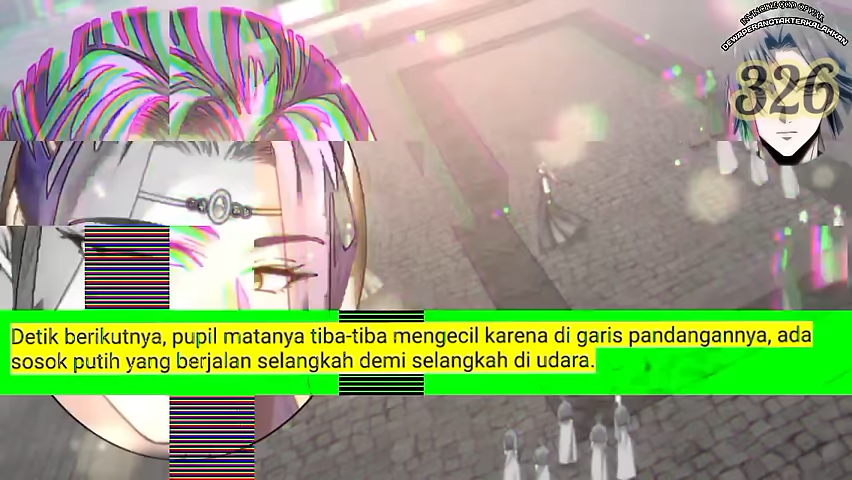 DEWAPERANGTAKTERKALAHKAN
326
Detik berikutnya, pupil matanya tiba-tiba mengecil karena di garis pandangannya, ada
sosok putih yang berjalan selangkah demi selangkah di udara.